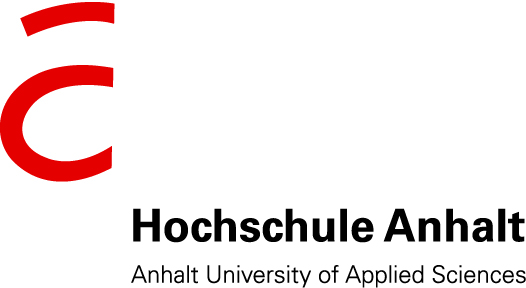 Hochschule Anhalt
Anhalt University of Applied Sciences